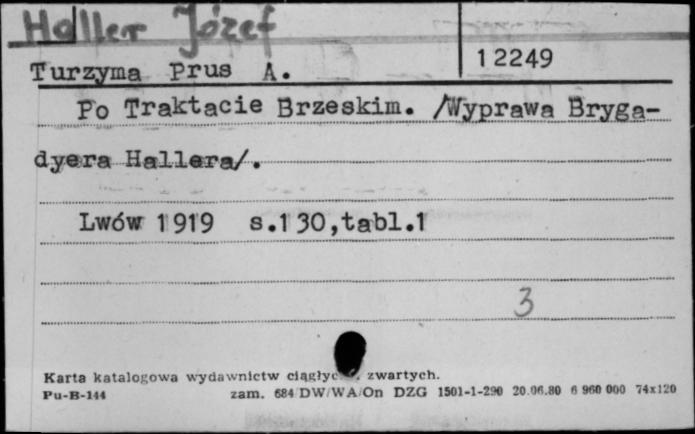 Haller Józef
12249
Turzyma Prus A.
Po Traktacie Brzeskim. /Wyprawa Bryga-
dyera Hallera/.
Lwów 1919 s.130,tabl.1
3
Karta katalogowa wydawnictw zwartych.
Pu-B-144 zam. 684/DW/WA/On DZG 1501-1-290 20.06.80 6 960 000 74x120